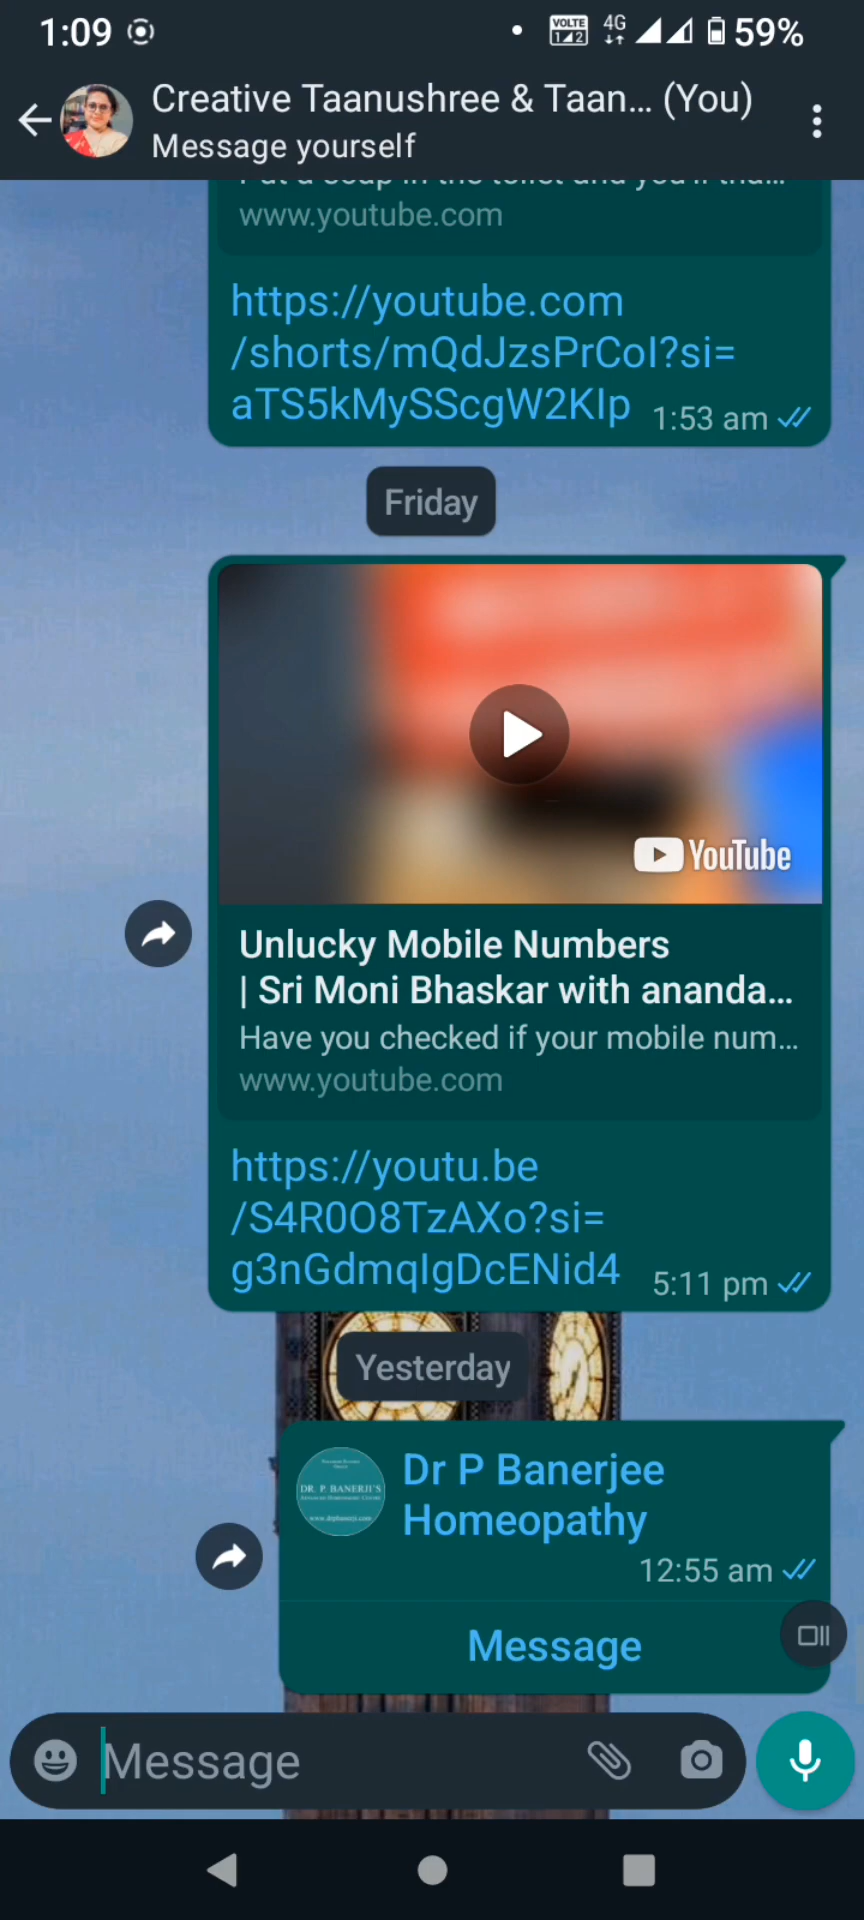 1:09
VOLTE
1 2
4G
59%
Creative Taanushree & Taan... (You)
Message yourself
www.youtube.com
https://youtube.com
/shorts/mQdJzsPrCoI?si=
aTS5kMySScgW2KIp
1:53 am
Friday
YouTube
Unlucky Mobile Numbers
| Sri Moni Bhaskar with ananda...
Have you checked if your mobile num...
www.youtube.com
https://youtu.be
/S4R0O8TzAXo?si=
g3nGdmqIgDcENid4
5:11 pm
Yesterday
DR. P. BANERJI'S
Dr P Banerjee
Homeopathy
12:55 am
Message
Message